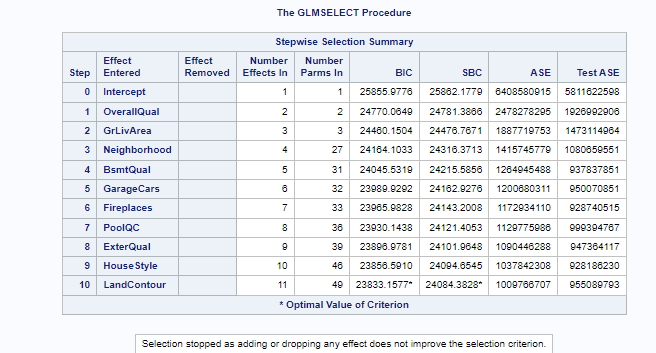 The GLMSELECT Procedure
Stepwise Selection Summary
Step Effect Entered Effect Removed Number Effects In Number Parms In BIC SBC ASE Test ASE
0 Intercept 1 1 25855.9776 25862.1779 6408580915 5811622598
1 OverallQual 2 2 24770.0649 24781.3866 2478278295 1926992906
2 GrLivArea 3 3 24460.1504 24476.7671 1887719753 1473114964
3 Neighborhood 4 27 24164.1033 24316.3713 1415745779 1080659551
4 BsmtQual 5 31 24045.5319 24215.5856 1264945488 937837851
5 GarageCars 6 32 23989.9292 24162.9276 1200680311 950070851
6 Fireplaces 7 33 23965.9828 24143.2008 1172934110 928740515
7 PoolQC 8 36 23930.1438 24121.4053 1129775986 999394767
8 ExterQual 9 39 23896.9781 24101.9648 1090446288 947364117
9 HouseStyle 10 46 23856.5910 24094.6545 1037842308 928186230
10 LandContour 11 49 23833.1577* 24084.3828* 1009766707 955089793
* Optimal Value of Criterion
Selection stopped as adding or dropping any effect does not improve the selection criterion.